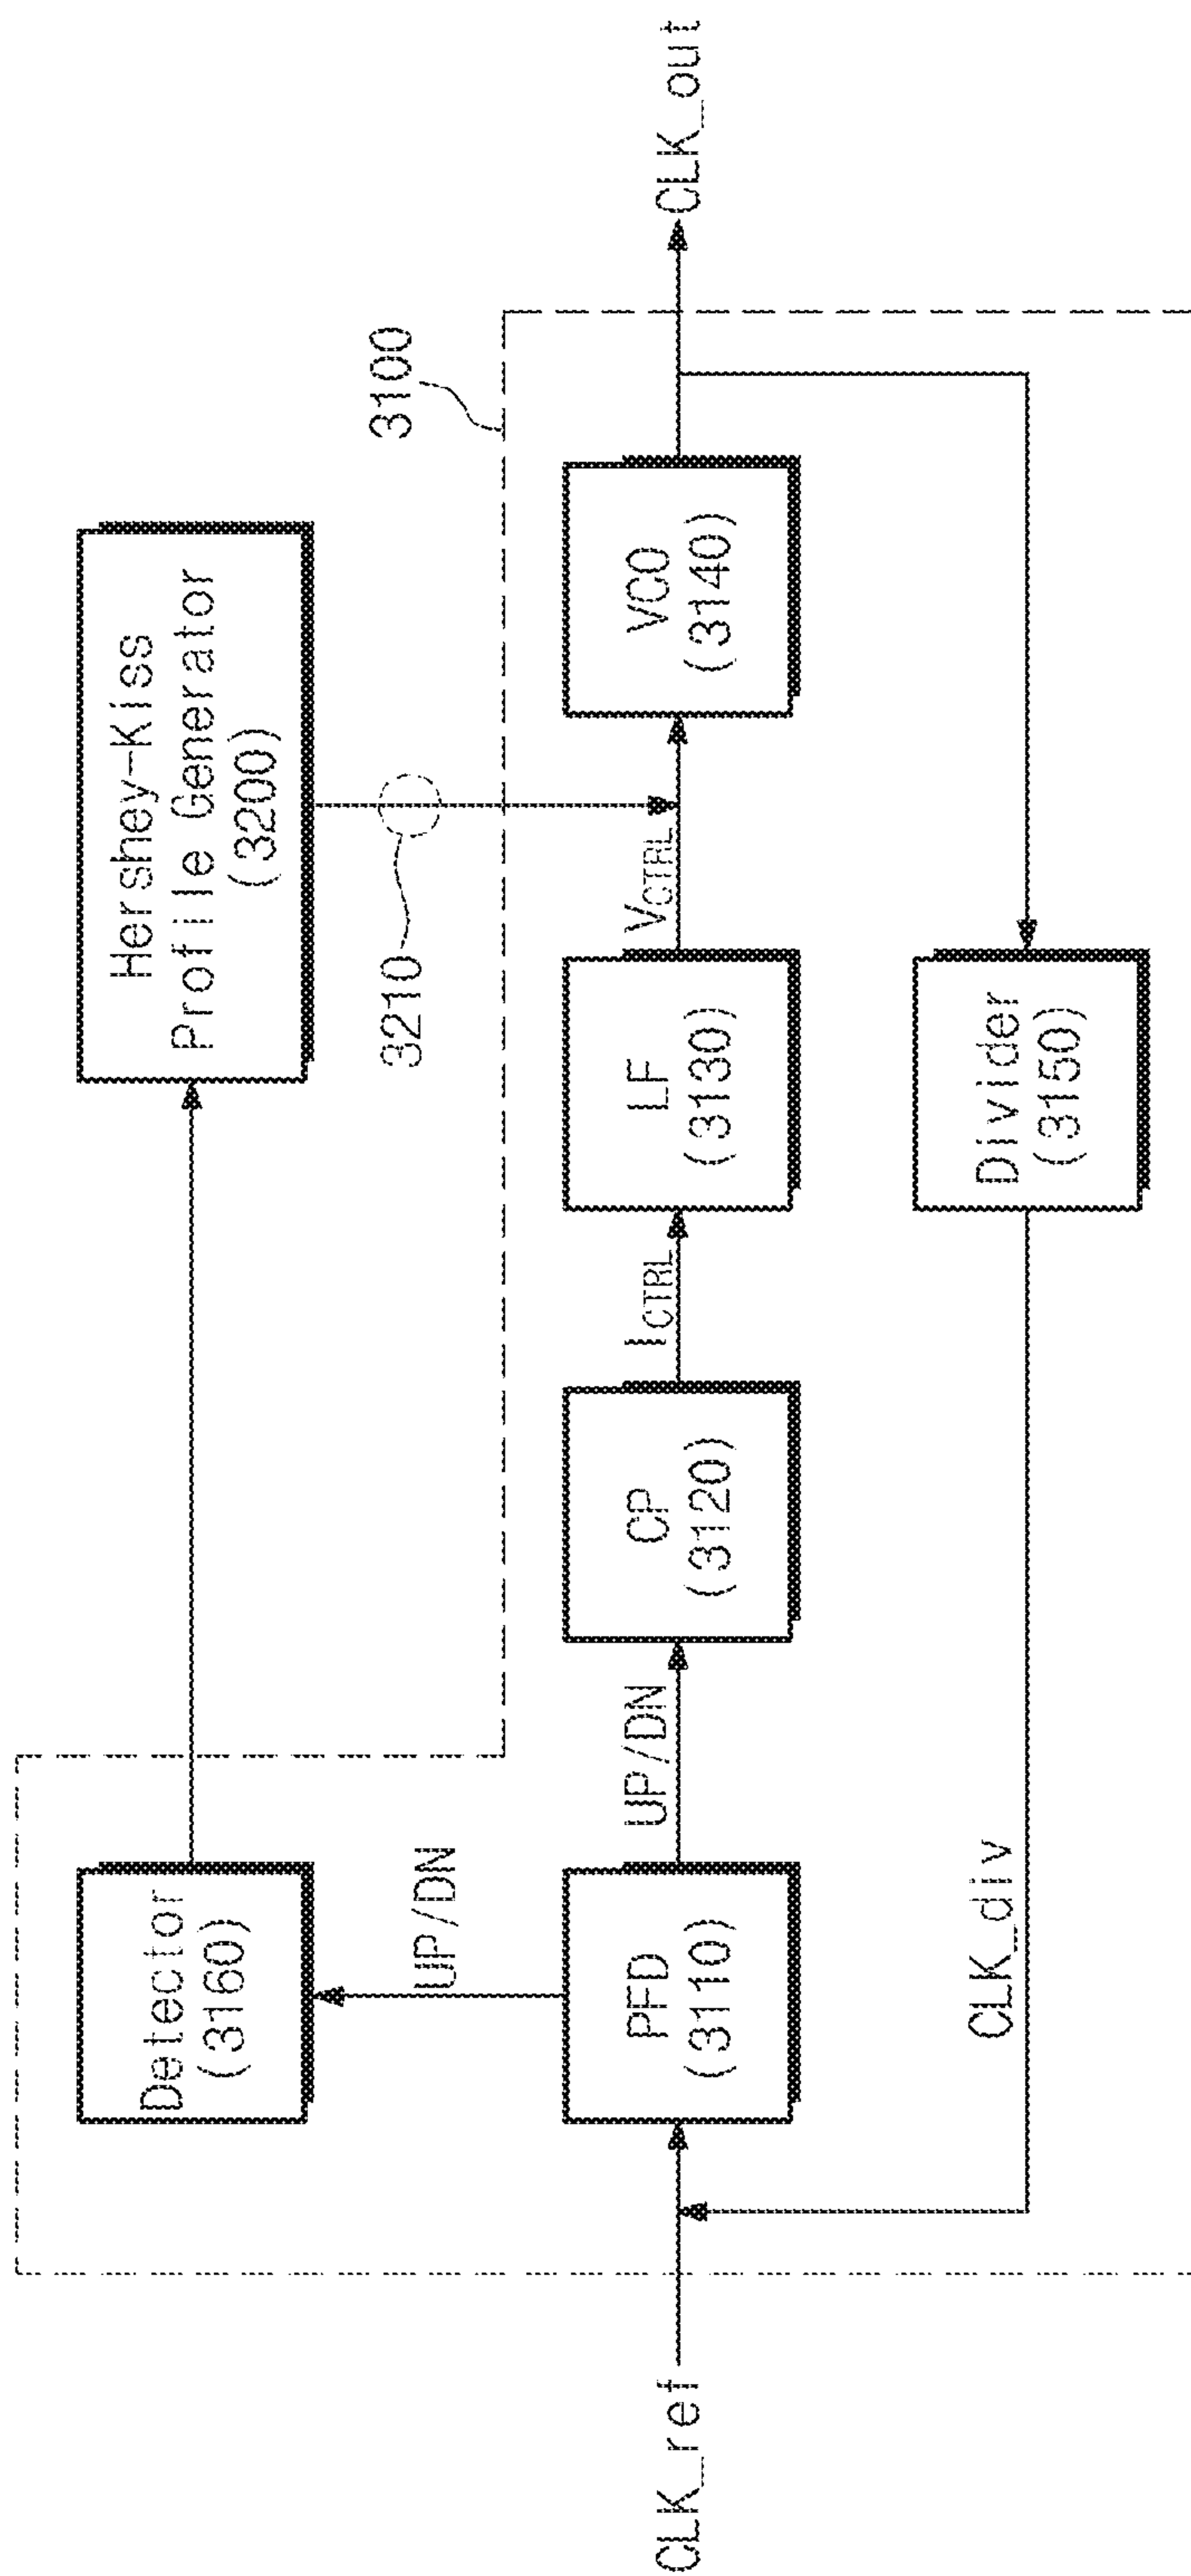 Detector
(3160)
Hershey-Kiss
Profile Generator
(3200)
UP/DN
3210
3100
CLK_ref
PFD
(3110)
UP/DN
CP
(3120)
ICTRL
LF
(3130)
VCTRL
VCO
(3140)
CLK_out
CLK_div
Divider
(3150)